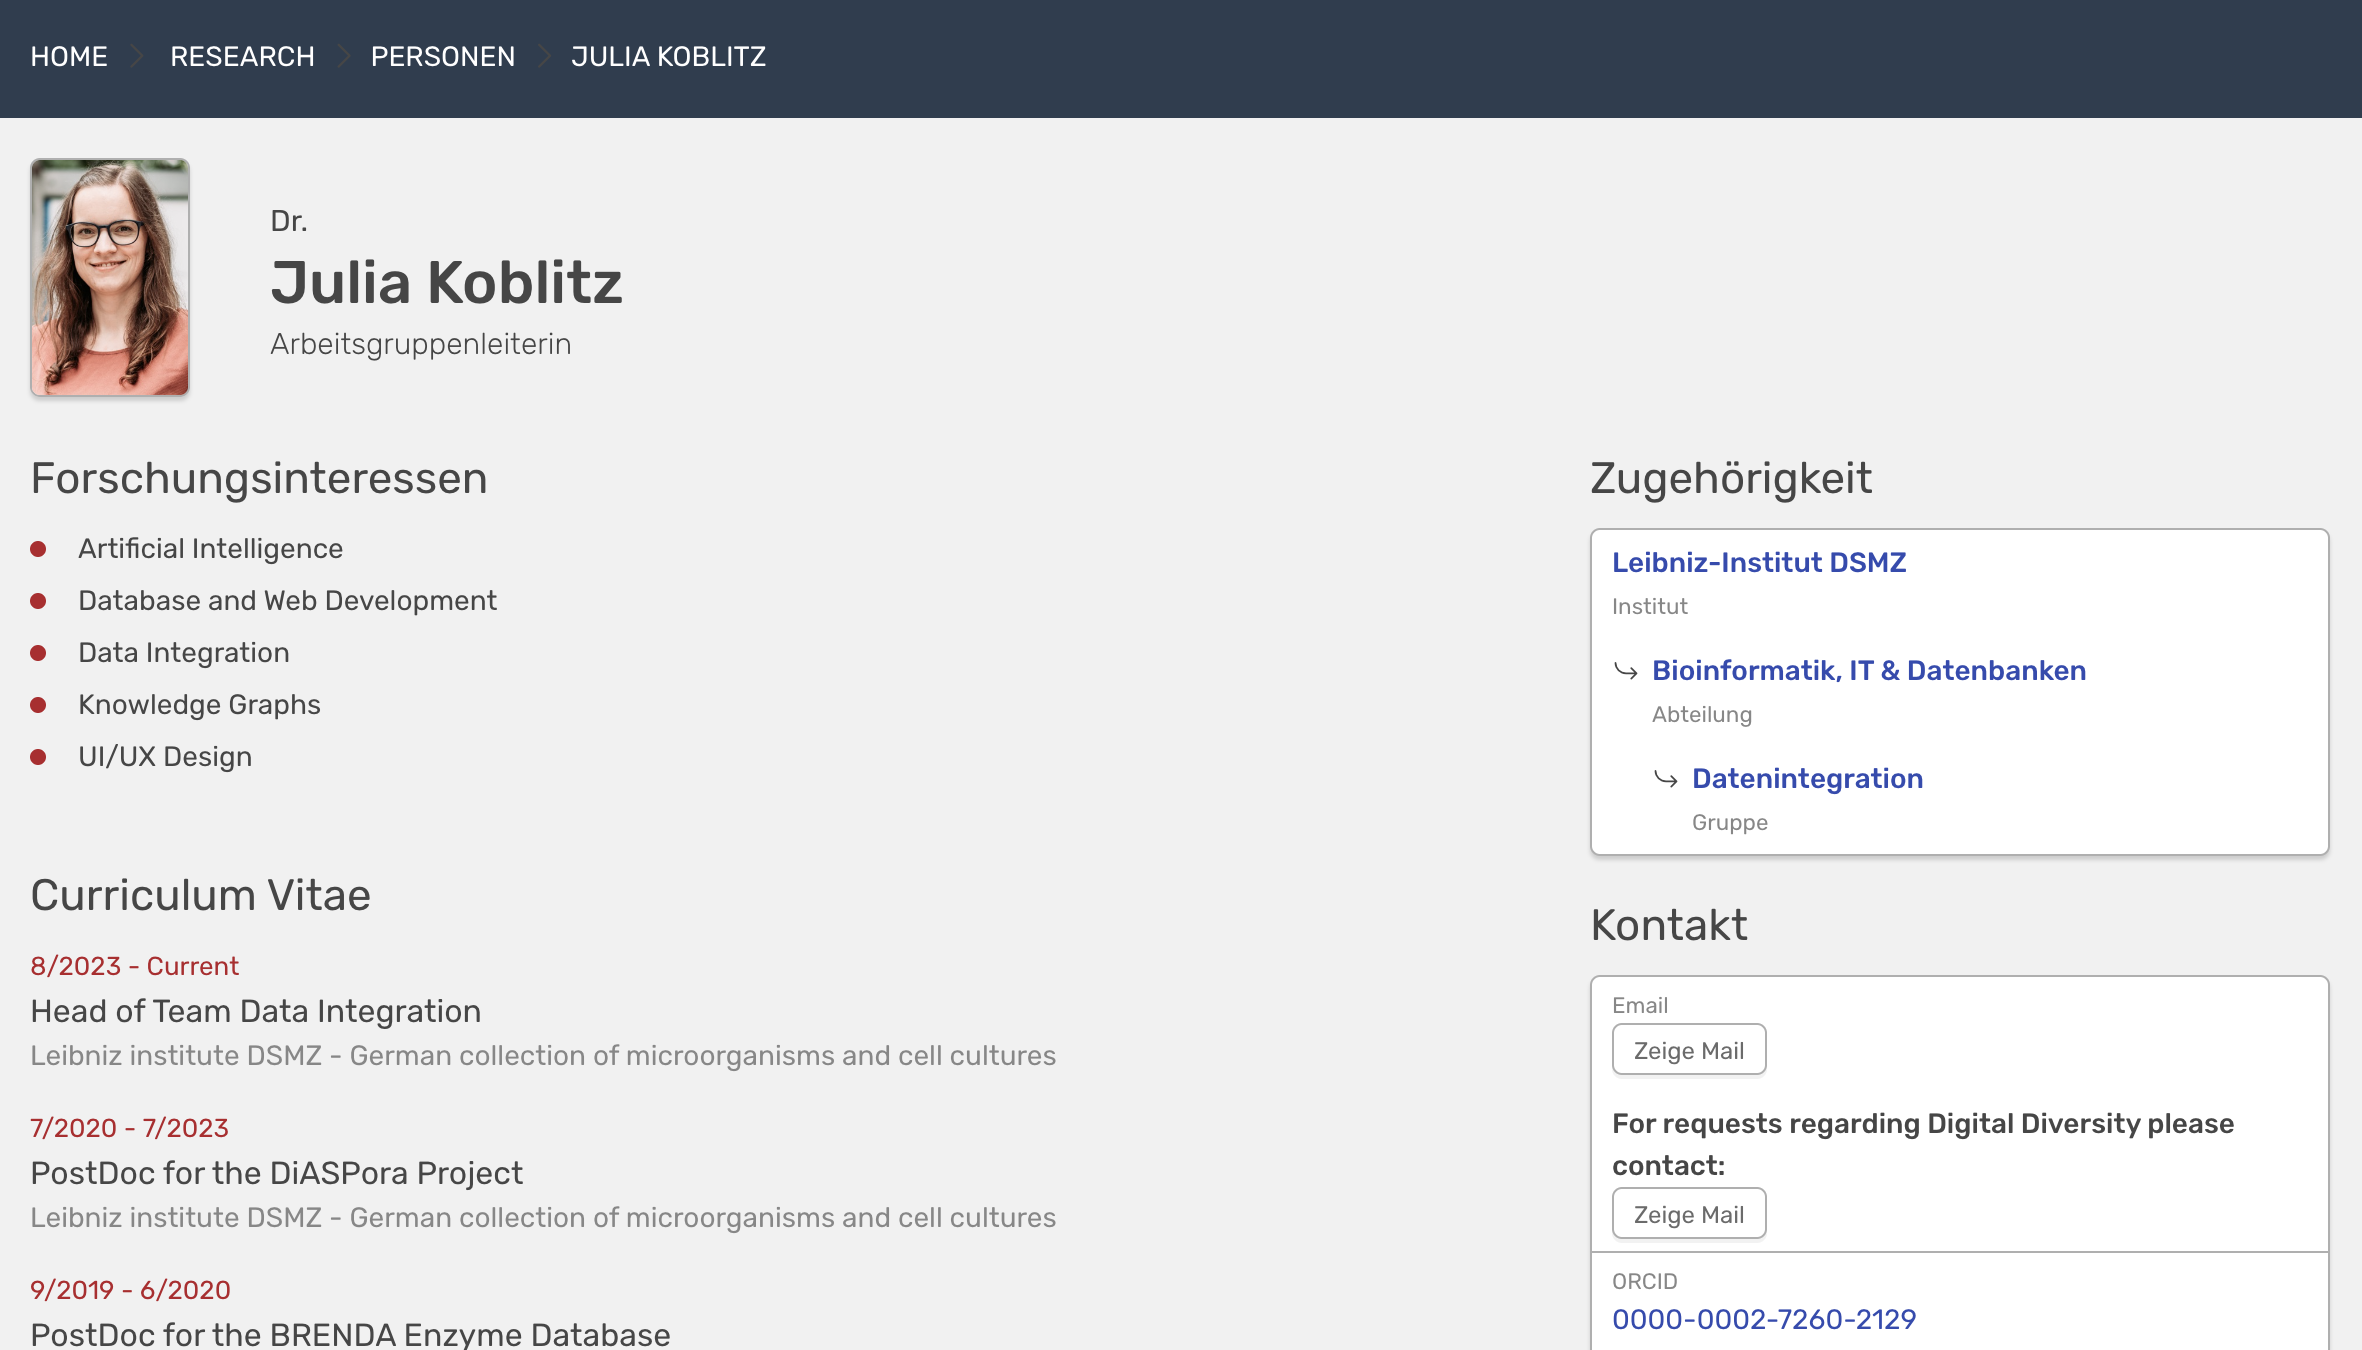 HOME RESEARCH PERSONEN JULIA KOBLITZ
Dr.
Julia Koblitz
Arbeitsgruppenleiterin
Forschungsinteressen
Artificial Intelligence
Database and Web Development
Data Integration
Knowledge Graphs
UI/UX Design
Curriculum Vitae
8/2023 - Current
Head of Team Data Integration
Leibniz institute DSMZ - German collection of microorganisms and cell cultures
7/2020 - 7/2023
PostDoc for the DiASPora Project
Leibniz institute DSMZ - German collection of microorganisms and cell cultures
9/2019 - 6/2020
PostDoc for the BRENDA Enzyme Database
Zugehörigkeit
Leibniz-Institut DSMZ
Institut
Bioinformatik, IT & Datenbanken
Abteilung
Datenintegration
Gruppe
Kontakt
Email
Zeige Mail
For requests regarding Digital Diversity please
contact:
Zeige Mail
ORCID
0000-0002-7260-2129